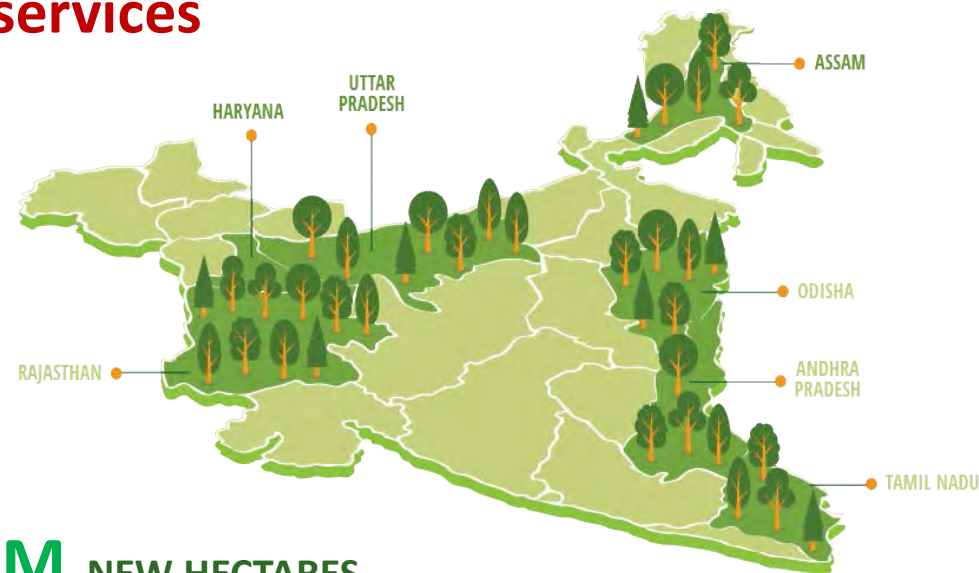 services
ASSAM
UTTAR
PRADESH
HARYANA
ODISHA
RAJASTHAN
ANDHRA
PRADESH
TAMIL NADU
M NEW HECTARES